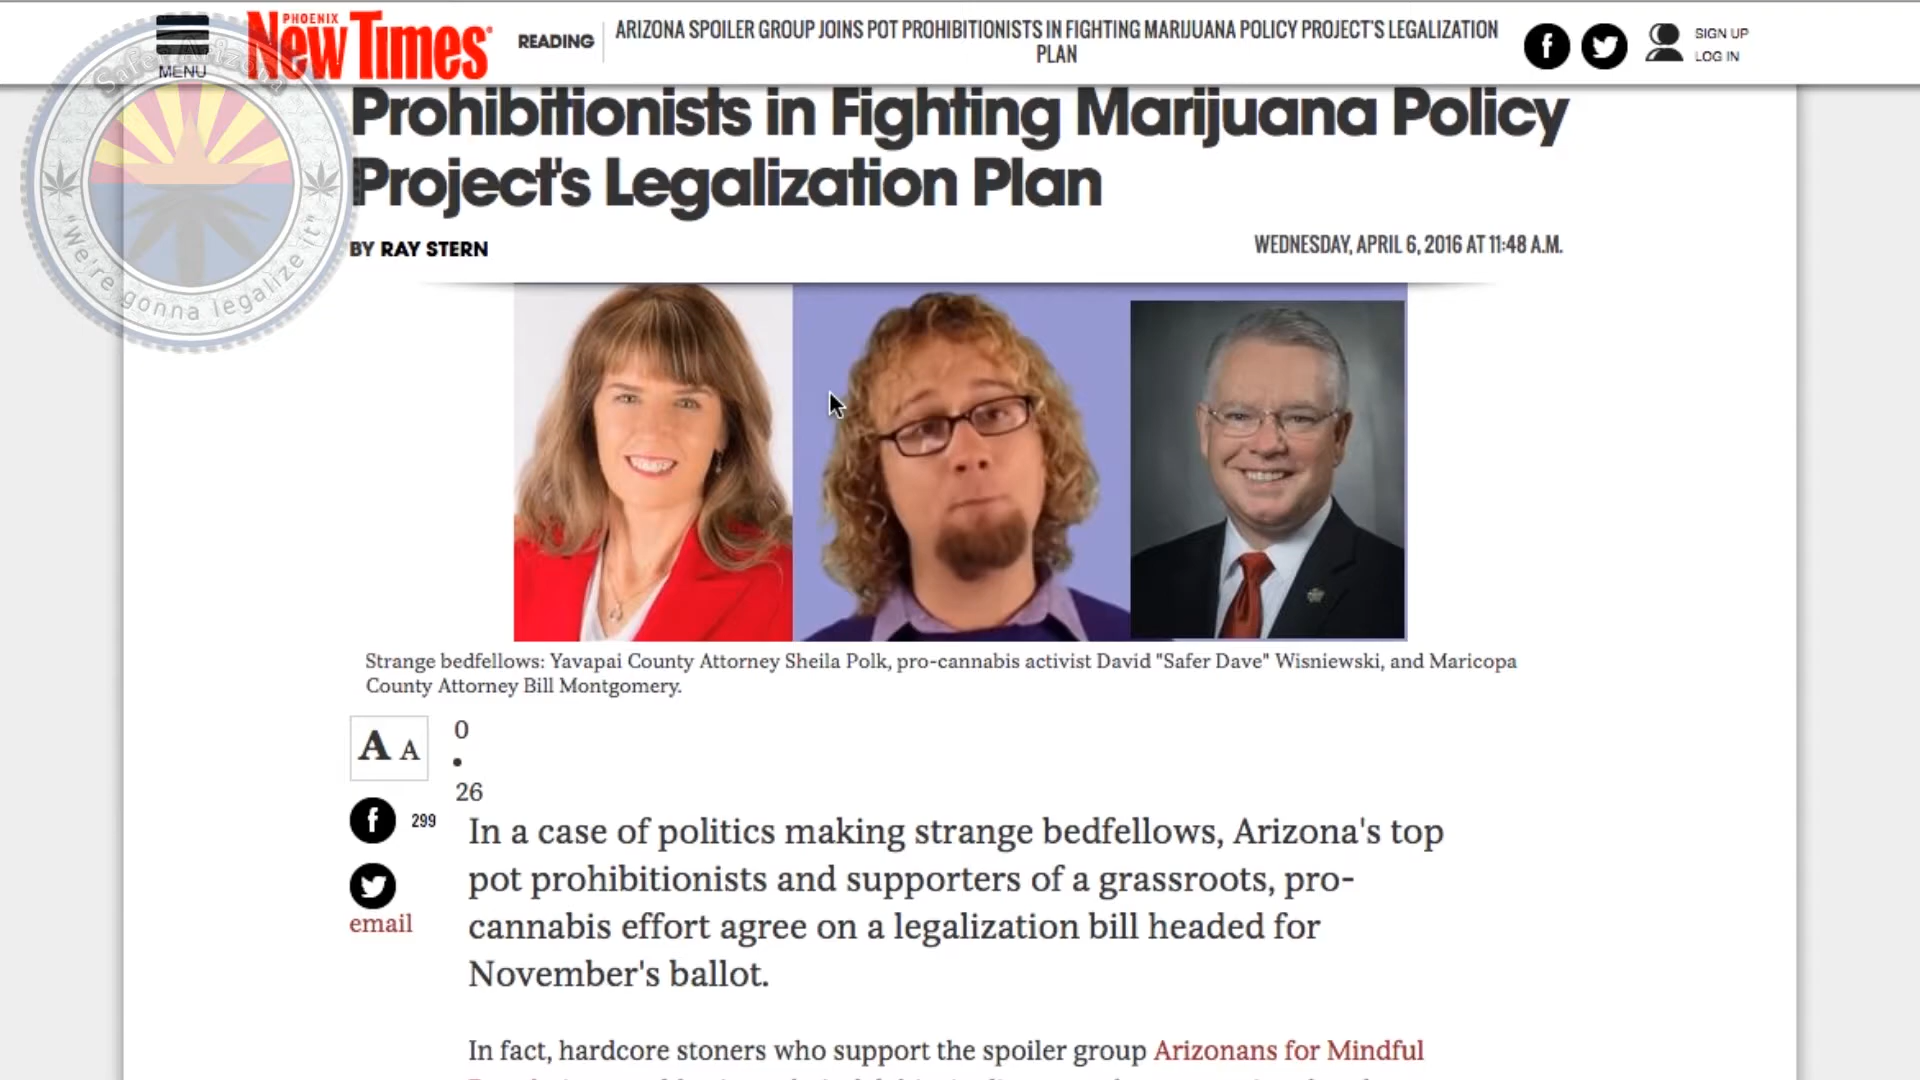 MENU
PHOENIX
New Times
READING
ARIZONA SPOILER GROUP JOINS POT PROHIBITIONISTS IN FIGHTING MARIJUANA POLICY PROJECT'S LEGALIZATION
PLAN
SIGN UP
LOG IN
Safer Arizona
"We're gonna legalize it"
Prohibitionists in Fighting Marijuana Policy
Project's Legalization Plan
BY RAY STERN
WEDNESDAY, APRIL 6, 2016 AT 11:48 A.M.
Strange bedfellows: Yavapai County Attorney Sheila Polk, pro-cannabis activist David "Safer Dave" Wisniewski, and Maricopa
County Attorney Bill Montgomery.
A A
0
26
299
email
In a case of politics making strange bedfellows, Arizona's top
pot prohibitionists and supporters of a grassroots, pro-
cannabis effort agree on a legalization bill headed for
November's ballot.
In fact, hardcore stoners who support the spoiler group Arizonans for Mindful